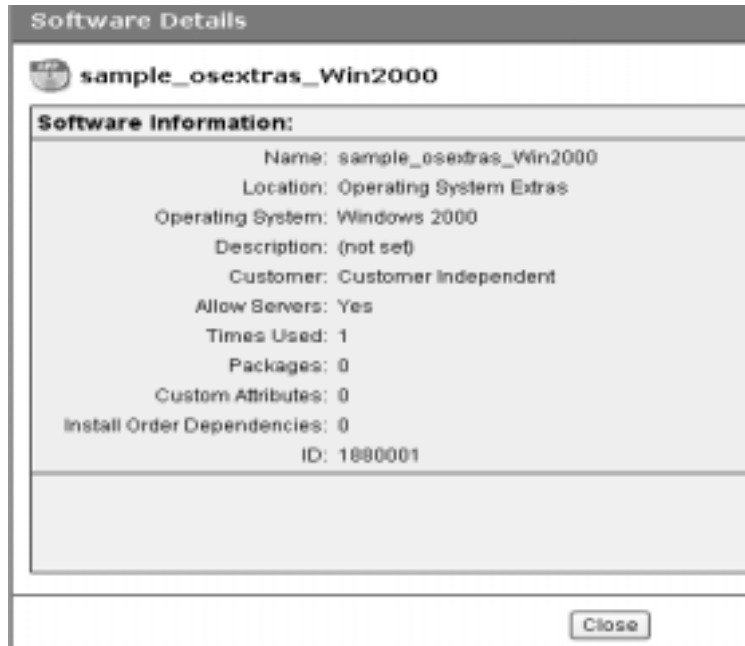 Software Details
sample_osextras_Win2000
Software Information:
Name: sample_osextras_Win2000
Location: Operating System Extras
Operating System: Windows 2000
Description: (not set)
Customer: Customer Independent
Allow Servers: Yes
Times Used: 1
Packages: 0
Custom Attributes: 0
Install Order Dependencies: 0
ID: 1880001
Close